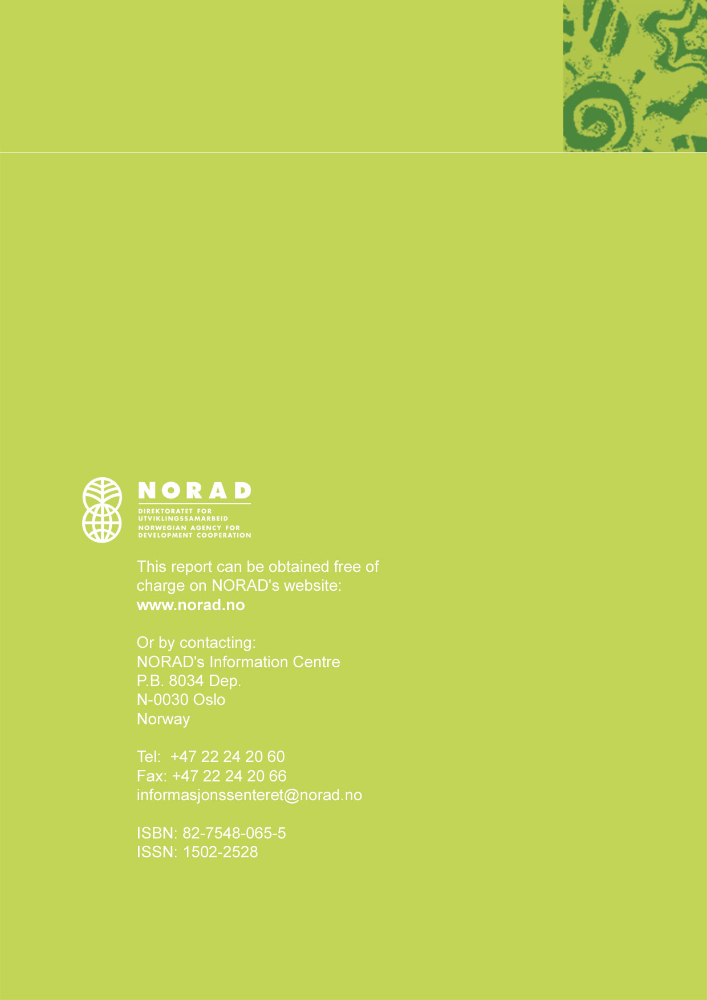 NORAD
DIREKTORATET FOR
UTVIKLINGSSAMARBEID
NORWEGIAN AGENCY FOR
DEVELOPMENT COOPERATION
This report can be obtained free of
charge on NORAD's website:
www.norad.no
Or by contacting:
NORAD's Information Centre
P.B. 8034 Dep.
N-0030 Oslo
Norway
Tel: +47 22 24 20 60
Fax: +47 22 24 20 66
informasjonssenteret@norad.no
ISBN: 82-7548-065-5
ISSN: 1502-2528